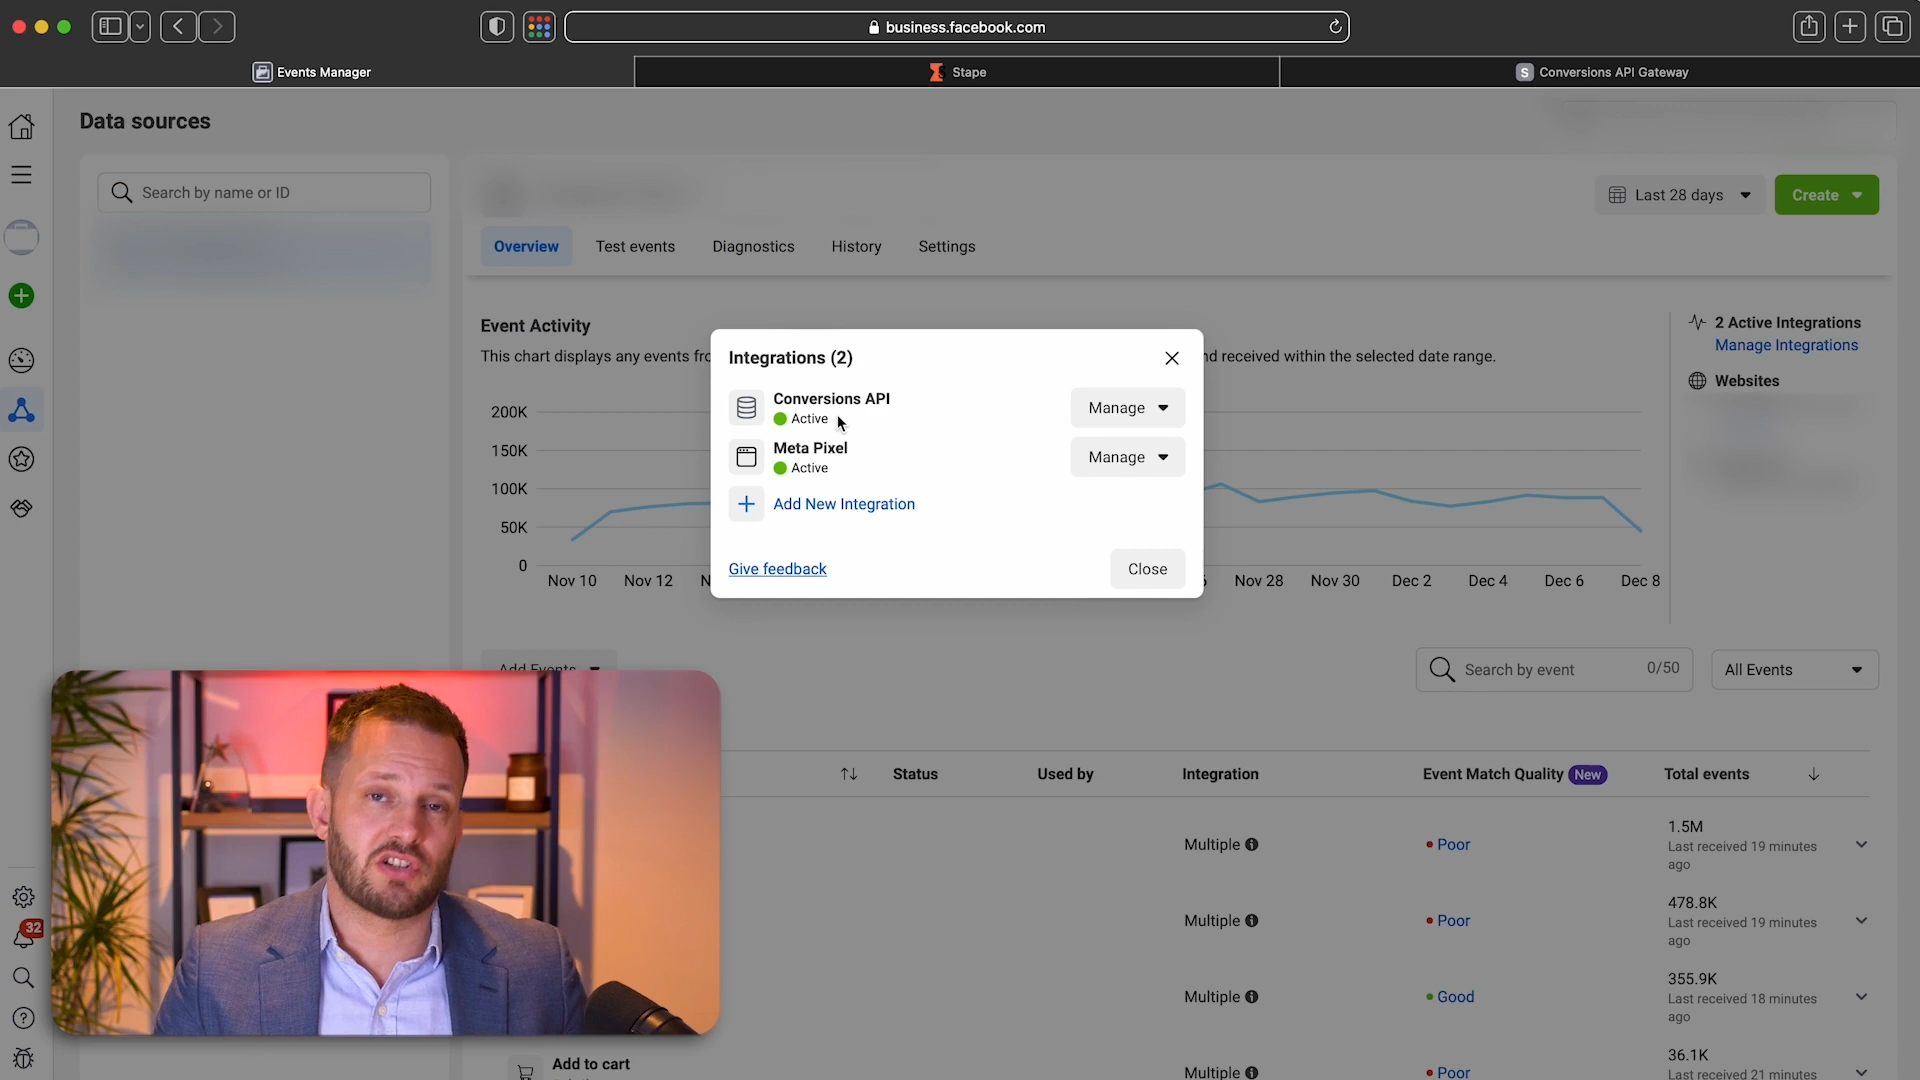 business.facebook.com
Events Manager
Stape
S Conversions API Gateway
Data sources
Search by name or ID
Last 28 days
Create
Overview
Test events
Diagnostics
History
Settings
Event Activity
2 Active Integrations
Manage Integrations
This chart displays any events
d received within the selected date range.
Websites
Integrations (2)
Conversions API
Active
Manage
Meta Pixel
Active
Manage
Add New Integration
Give feedback
Close
200K
150K
100K
50K
0
Nov 10
Nov 12
N
Nov 28
Nov 30
Dec 2
Dec 4
Dec 6
Dec 8
Add Events
Search by event
0/50
All Events
Status
Used by
Integration
Event Match Quality New
Total events
Multiple
Poor
1.5M
Last received 19 minutes
ago
Multiple
Poor
478.8K
Last received 19 minutes
ago
Multiple
Good
355.9K
Last received 18 minutes
ago
32
Add to cart
Multiple
Poor
36.1K
Last received 21 minutes